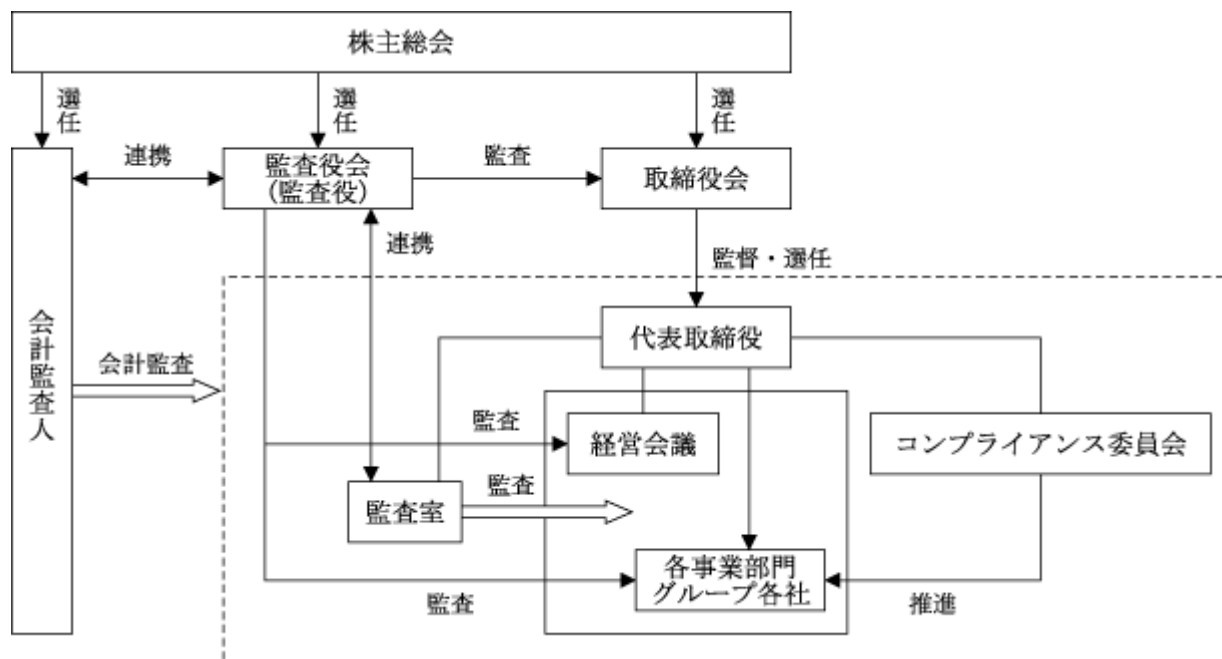 株主総会
選任
選任
選任
連携
監査役会
(監査役)
監査
取締役会
連携
監督・選任
会計監査人
会計監査
代表取締役
監査
経営会議
コンプライアンス委員会
監査室
監査
各事業部門
グループ各社
監査
推進